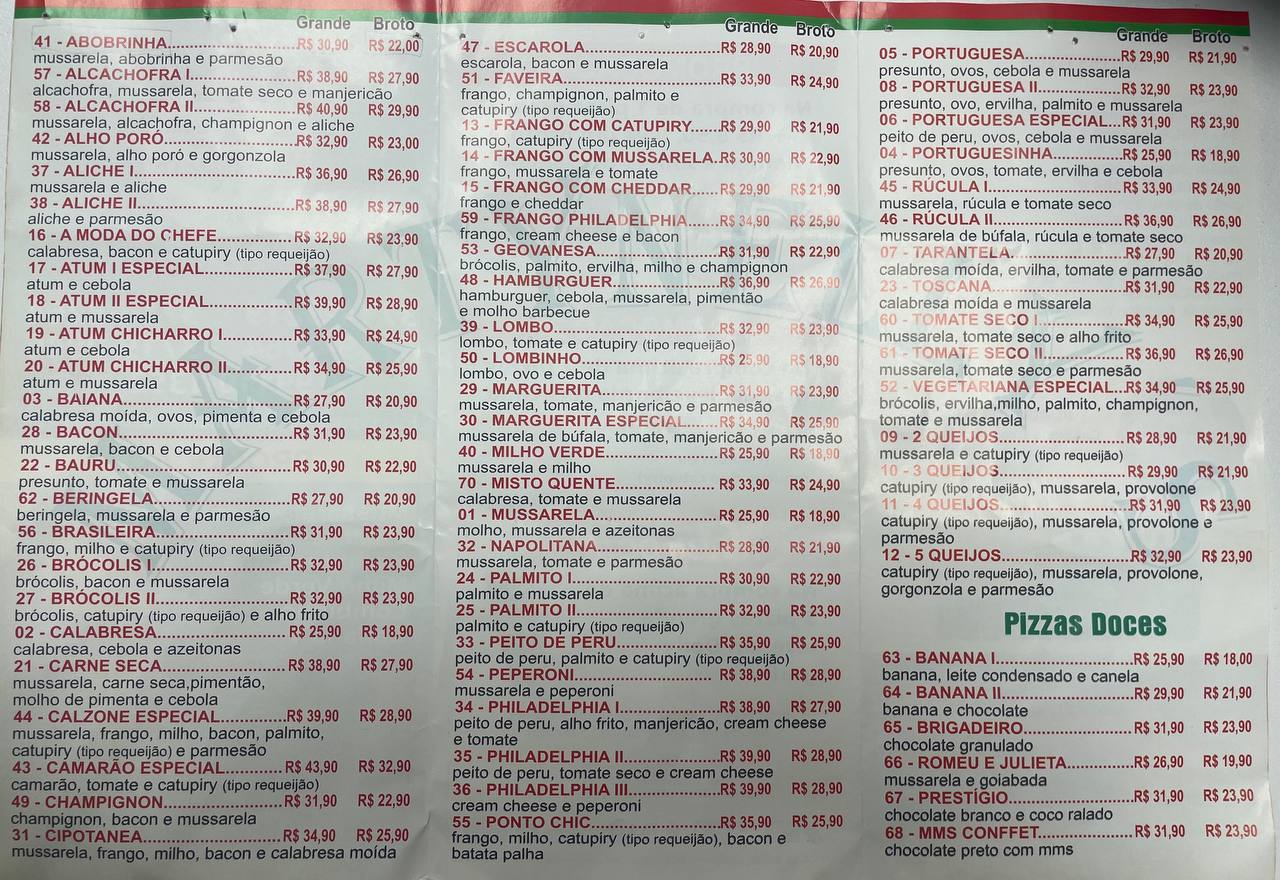 Grande Broto
41 - ABOBRINHA..............................R$ 30,90 R$ 22,00
mussarela, abobrinha e parmesão
57 - ALCACHOFRA I.........................R$ 38,90 R$ 27,90
alcachofra, mussarela, tomate seco e manjericão
58 - ALCACHOFRA II........................R$ 40,90 R$ 29,90
mussarela, alcachofra, champignon e aliche
42 - ALHO PORÓ..............................R$ 32,90 R$ 23,00
mussarela, alho poró e gorgonzola
37 - ALICHE I....................................R$ 36,90 R$ 26,90
mussarela e aliche
38 - ALICHE II...................................R$ 38,90 R$ 27,90
aliche e parmesão
16 - A MODA DO CHEFE.................R$ 32,90 R$ 23,90
calabresa, bacon e catupiry (tipo requeijão)
17 - ATUM I ESPECIAL....................R$ 37,90 R$ 27,90
atum e cebola
18 - ATUM II ESPECIAL...................R$ 39,90 R$ 28,90
atum e mussarela
19 - ATUM CHICHARRO I................R$ 33,90 R$ 24,90
atum e cebola
20 - ATUM CHICHARRO II...............R$ 34,90 R$ 25,90
atum e mussarela
03 - BAIANA......................................R$ 27,90 R$ 20,90
calabresa moída, ovos, pimenta e cebola
28 - BACON.......................................R$ 31,90 R$ 23,90
mussarela, bacon e cebola
22 - BAURU.......................................R$ 30,90 R$ 22,90
presunto, tomate e mussarela
62 - BERINGELA...............................R$ 27,90 R$ 20,90
beringela, mussarela e parmesão
56 - BRASILEIRA..............................R$ 31,90 R$ 23,90
frango, milho e catupiry (tipo requeijão)
26 - BRÓCOLIS I...............................R$ 32,90 R$ 23,90
brócolis, bacon e mussarela
27 - BRÓCOLIS II..............................R$ 32,90 R$ 23,90
brócolis, catupiry (tipo requeijão) e alho frito
02 - CALABRESA.............................R$ 25,90 R$ 18,90
calabresa, cebola e azeitonas
21 - CARNE SECA............................R$ 38,90 R$ 27,90
mussarela, carne seca,pimentão,
molho de pimenta e cebola
44 - CALZONE ESPECIAL...............R$ 39,90 R$ 28,90
mussarela, frango, milho, bacon, palmito,
catupiry (tipo requeijão) e parmesão
43 - CAMARÃO ESPECIAL..............R$ 43,90 R$ 32,90
camarão, tomate e catupiry (tipo requeijão)
49 - CHAMPIGNON...........................R$ 31,90 R$ 22,90
champignon, bacon e mussarela
31 - CIPOTANEA...............................R$ 34,90 R$ 25,90
mussarela, frango, milho, bacon e calabresa moída
Grande Broto
47 - ESCAROLA...............................R$ 28,90 R$ 20,90
escarola, bacon e mussarela
51 - FAVEIRA....................................R$ 33,90 R$ 24,90
frango, champignon, palmito e
catupiry (tipo requeijão)
13 - FRANGO COM CATUPIRY......R$ 29,90 R$ 21,90
frango, catupiry (tipo requeijão)
14 - FRANGO COM MUSSARELA.R$ 30,90 R$ 22,90
frango, mussarela e tomate
15 - FRANGO COM CHEDDAR......R$ 29,90 R$ 21,90
frango e cheddar
59 - FRANGO PHILADELPHIA.......R$ 34,90 R$ 25,90
frango, cream cheese e bacon
53 - GEOVANESA............................R$ 31,90 R$ 22,90
brócolis, palmito, ervilha, milho e champignon
48 - HAMBURGUER........................R$ 36,90 R$ 26,90
hamburguer, cebola, mussarela, pimentão
e molho barbecue
39 - LOMBO......................................R$ 32,90 R$ 23,90
lombo, tomate e catupiry (tipo requeijão)
50 - LOMBINHO................................R$ 25,90 R$ 18,90
lombo, ovo e cebola
29 - MARGUERITA...........................R$ 31,90 R$ 23,90
mussarela, tomate, manjericão e parmesão
30 - MARGUERITA ESPECIAL.......R$ 34,90 R$ 25,90
mussarela de búfala, tomate, manjericão e parmesão
40 - MILHO VERDE..........................R$ 25,90 R$ 18,90
mussarela e milho
70 - MISTO QUENTE........................R$ 33,90 R$ 24,90
calabresa, tomate e mussarela
01 - MUSSARELA............................R$ 25,90 R$ 18,90
molho, mussarela e azeitonas
32 - NAPOLITANA...........................R$ 28,90 R$ 21,90
mussarela, tomate e parmesão
24 - PALMITO I.................................R$ 30,90 R$ 22,90
palmito e mussarela
25 - PALMITO II................................R$ 32,90 R$ 23,90
palmito e catupiry (tipo requeijão)
33 - PEITO DE PERU.......................R$ 35,90 R$ 25,90
peito de peru, palmito e catupiry (tipo requeijão)
54 - PEPERONI................................ R$ 38,90 R$ 28,90
mussarela e peperoni
34 - PHILADELPHIA I......................R$ 38,90 R$ 27,90
peito de peru, alho frito, manjericão, cream cheese
e tomate
35 - PHILADELPHIA II.....................R$ 39,90 R$ 28,90
peito de peru, tomate seco e cream cheese
36 - PHILADELPHIA III....................R$ 39,90 R$ 28,90
cream cheese e peperoni
55 - PONTO CHIC............................R$ 35,90 R$ 25,90
frango, milho, catupiry (tipo requeijão), bacon e
batata palha
Grande Broto
05 - PORTUGUESA.......................R$ 29,90 R$ 21,90
presunto, ovos, cebola e mussarela
08 - PORTUGUESA II....................R$ 32,90 R$ 23,90
presunto, ovo, ervilha, palmito e mussarela
06 - PORTUGUESA ESPECIAL...R$ 31,90 R$ 23,90
peito de peru, ovos, cebola e mussarela
04 - PORTUGUESINHA.................R$ 25,90 R$ 18,90
presunto, ovos, tomate, ervilha e cebola
45 - RÚCULA I...............................R$ 33,90 R$ 24,90
mussarela, rúcula e tomate seco
46 - RÚCULA II..............................R$ 36,90 R$ 26,90
mussarela de búfala, rúcula e tomate seco
07 - TARANTELA...........................R$ 27,90 R$ 20,90
calabresa moída, ervilha, tomate e parmesão
23 - TOSCANA...............................R$ 31,90 R$ 22,90
calabresa moída e mussarela
60 - TOMATE SECO I.....................R$ 34,90 R$ 25,90
mussarela, tomate seco e alho frito
61 - TOMATE SECO II....................R$ 36,90 R$ 26,90
mussarela, tomate seco e parmesão
52 - VEGETARIANA ESPECIAL...R$ 34,90 R$ 25,90
brócolis, ervilha,milho, palmito, champignon,
tomate e mussarela
09 - 2 QUEIJOS..............................R$ 28,90 R$ 21,90
mussarela e catupiry (tipo requeijão)
10 - 3 QUEIJOS..............................R$ 29,90 R$ 21,90
catupiry (tipo requeijão), mussarela, provolone
11 - 4 QUEIJOS..............................R$ 31,90 R$ 23,90
catupiry (tipo requeijão), mussarela, provolone e
parmesão
12 - 5 QUEIJOS..............................R$ 32,90 R$ 23,90
catupiry (tipo requeijão), mussarela, provolone,
gorgonzola e parmesão
Pizzas Doces
63 - BANANA I...............................R$ 25,90 R$ 18,00
banana, leite condensado e canela
64 - BANANA II..............................R$ 29,90 R$ 21,90
banana e chocolate
65 - BRIGADEIRO.........................R$ 31,90 R$ 23,90
chocolate granulado
66 - ROMEU E JULIETA...............R$ 26,90 R$ 19,90
mussarela e goiabada
67 - PRESTÍGIO............................R$ 31,90 R$ 23,90
chocolate branco e coco ralado
68 - MMS CONFFET.....................R$ 31,90 R$ 23,90
chocolate preto com mms